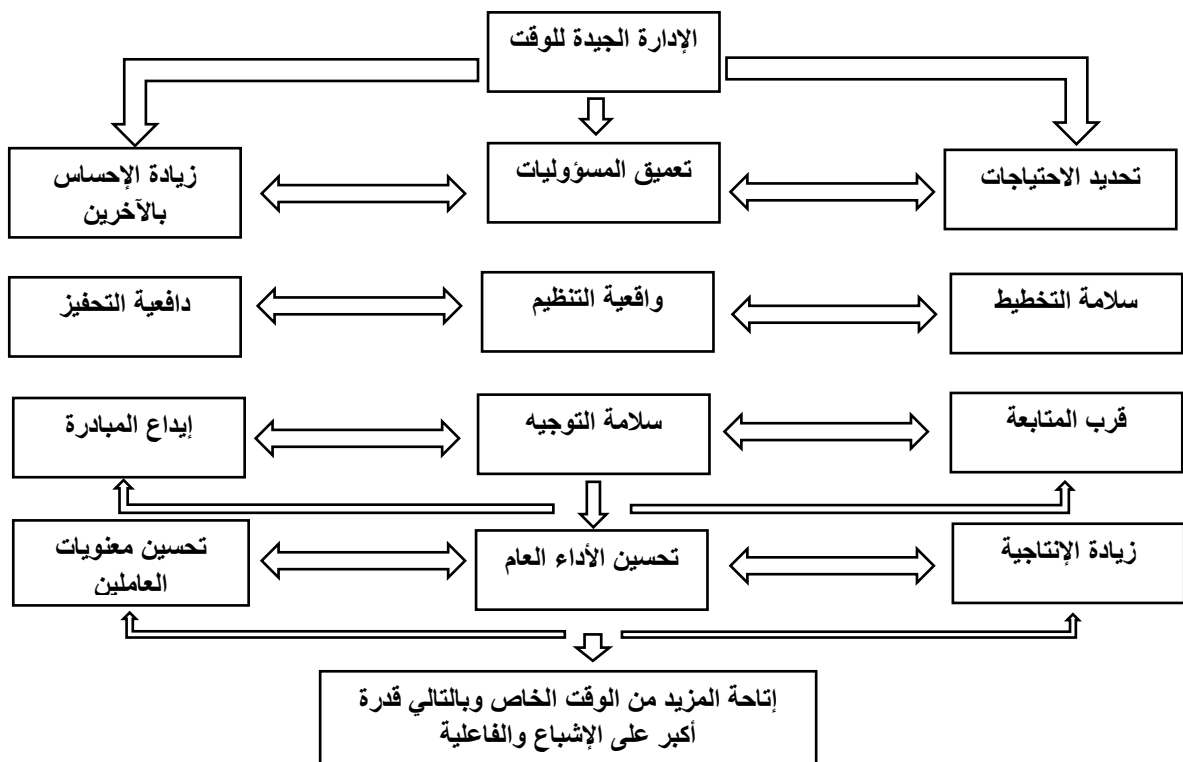 الإدارة الجيدة للوقت
تحديد الاحتياجات
تعميق المسؤوليات
زيادة الإحساس
بالآخرين
سلامة التخطيط
واقعية التنظيم
دافعية التحفيز
قرب المتابعة
سلامة التوجيه
إيداع المبادرة
زيادة الإنتاجية
تحسين الأداء العام
تحسين معنويات
العاملين
إتاحة المزيد من الوقت الخاص وبالتالي قدرة
أكبر على الإشباع والفاعلية